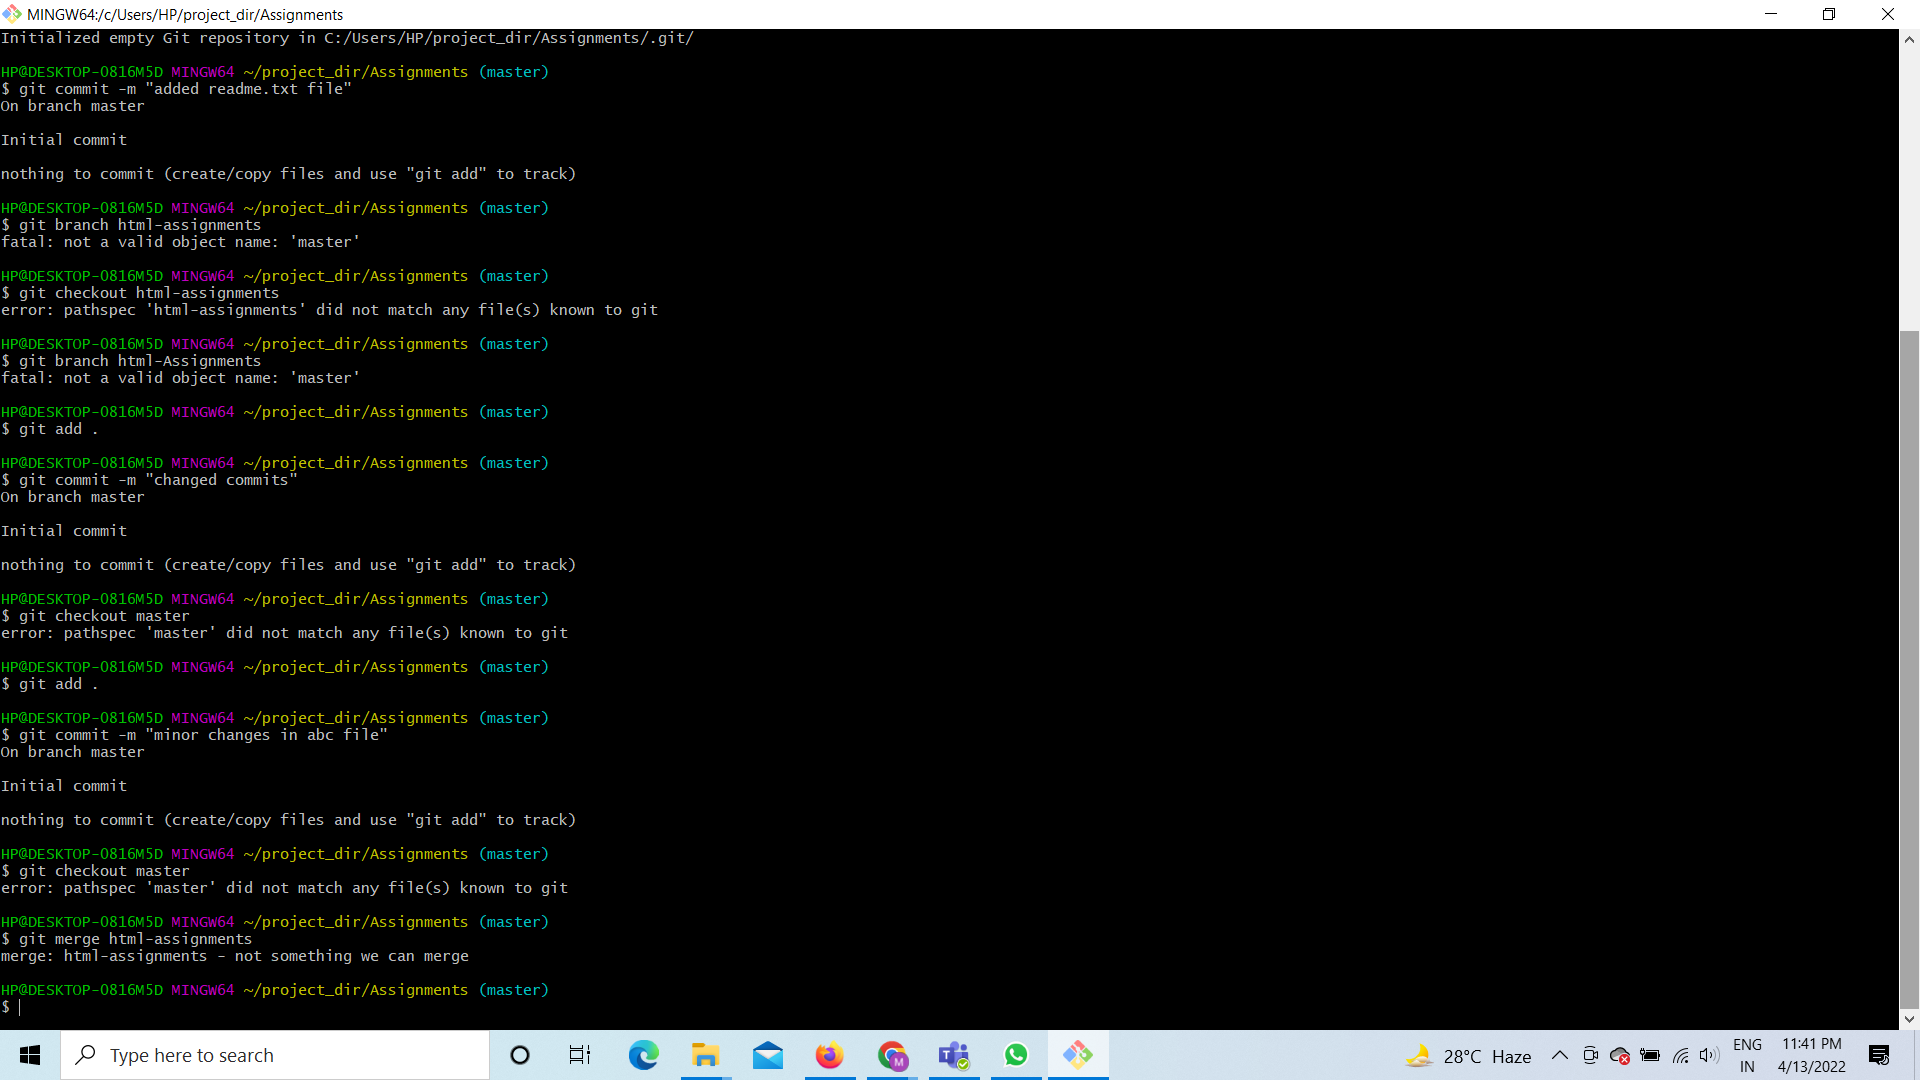 MINGW64:/c/Users/HP/project_dir/Assignments
Initialized empty Git repository in C:/Users/HP/project_dir/Assignments/.git/
HP@DESKTOP-0816M5D MINGW64 ~/project_dir/Assignments (master)
$ git commit -m "added readme.txt file"
On branch master
Initial commit
nothing to commit (create/copy files and use "git add" to track)
HP@DESKTOP-0816M5D MINGW64 ~/project_dir/Assignments (master)
$ git branch html-assignments
fatal: not a valid object name: 'master'
HP@DESKTOP-0816M5D MINGW64 ~/project_dir/Assignments (master)
$ git checkout html-assignments
error: pathspec 'html-assignments' did not match any file(s) known to git
HP@DESKTOP-0816M5D MINGW64 ~/project_dir/Assignments (master)
$ git branch html-Assignments
fatal: not a valid object name: 'master'
HP@DESKTOP-0816M5D MINGW64 ~/project_dir/Assignments (master)
$ git add .
HP@DESKTOP-0816M5D MINGW64 ~/project_dir/Assignments (master)
$ git commit -m "changed commits"
On branch master
Initial commit
nothing to commit (create/copy files and use "git add" to track)
HP@DESKTOP-0816M5D MINGW64 ~/project_dir/Assignments (master)
$ git checkout master
error: pathspec 'master' did not match any file(s) known to git
HP@DESKTOP-0816M5D MINGW64 ~/project_dir/Assignments (master)
$ git add .
HP@DESKTOP-0816M5D MINGW64 ~/project_dir/Assignments (master)
$ git commit -m "minor changes in abc file"
On branch master
Initial commit
nothing to commit (create/copy files and use "git add" to track)
HP@DESKTOP-0816M5D MINGW64 ~/project_dir/Assignments (master)
$ git checkout master
error: pathspec 'master' did not match any file(s) known to git
HP@DESKTOP-0816M5D MINGW64 ~/project_dir/Assignments (master)
$ git merge html-assignments
merge: html-assignments - not something we can merge
HP@DESKTOP-0816M5D MINGW64 ~/project_dir/Assignments (master)
$
Type here to search
M
T
28°C Haze
ENG
IN
11:41 PM
4/13/2022